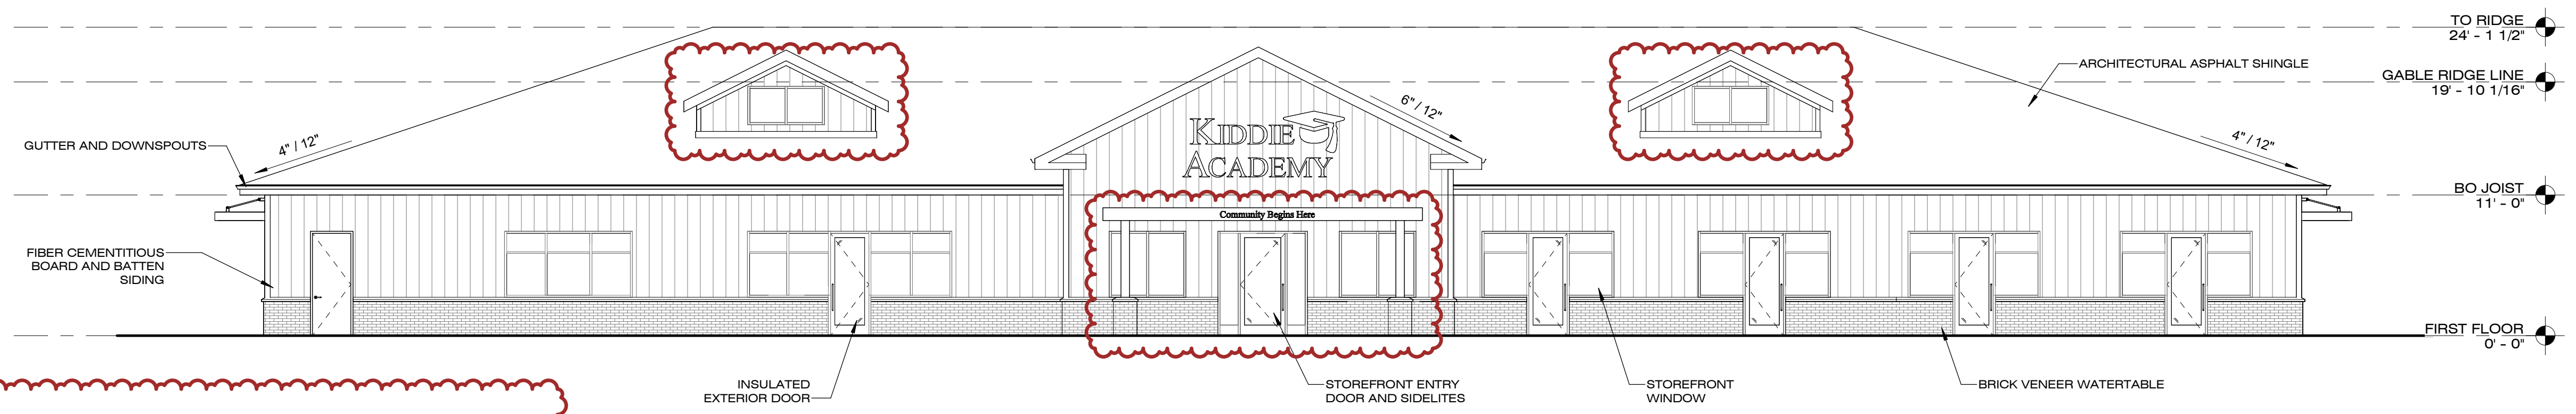 TO RIDGE
24' - 1 1/2"
GABLE RIDGE LINE
19' - 10 1/16"
ARCHITECTURAL ASPHALT SHINGLE
6" / 12"
4" / 12"
4" / 12"
GUTTER AND DOWNSPOUTS
KIDDIE
ACADEMY
BO JOIST
11' - 0"
Community Begins Here
FIBER CEMENTITIOUS
BOARD AND BATTEN
SIDING
FIRST FLOOR
0' - 0"
INSULATED
EXTERIOR DOOR
STOREFRONT ENTRY
DOOR AND SIDELITES
STOREFRONT
WINDOW
BRICK VENEER WATERTABLE